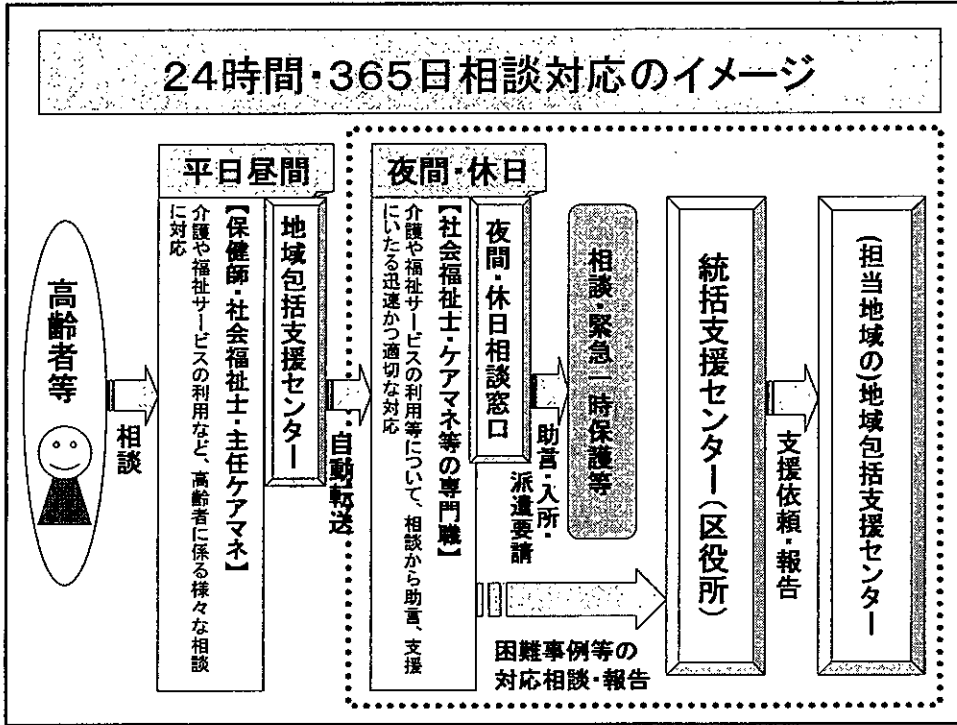 24時間・365日相談対応のイメージ
高齢者等
相談
平日昼間
地域包括支援センター
【保健師・社会福祉士・主任ケアマネ】
介護や福祉サービスの利用など、高齢者に係る様々な相談
に対応
自動転送
夜間・休日
夜間・休日相談窓口
【社会福祉士・ケアマネ等の専門職】
介護や福祉サービスの利用等について、相談から助言、支援
にいたる迅速かつ適切な対応
助言・入所・
派遣要請
相談・緊急一時保護等
困難事例等の
対応相談・報告
統括支援センター(区役所)
支援依頼・報告
(担当地域の)地域包括支援センター